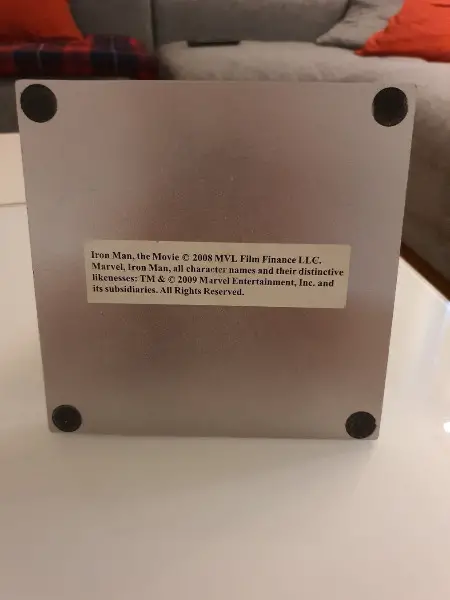 Iron Man, the Movie © 2008 MVL Film Finance LLC.
Marvel, Iron Man, all character names and their distinctive
likenesses: TM & © 2009 Marvel Entertainment, Inc. and
its subsidiaries. All Rights Reserved.